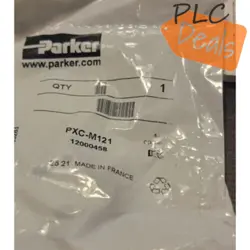 PLC
Deals
Parker
www.parker.com
QTY 1
PXC-M121
12000458
MADE IN FRANCE